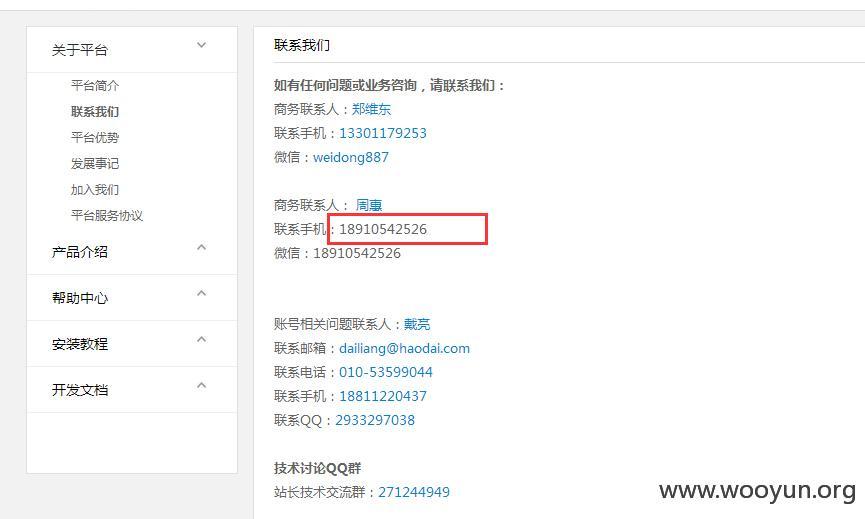 关于平台
平台简介
联系我们
平台优势
发展事记
加入我们
平台服务协议
产品介绍
帮助中心
安装教程
开发文档
联系我们
如有任何问题或业务咨询，请联系我们：
商务联系人：郑维东
联系手机：13301179253
微信：weidong887
商务联系人： 周惠
联系手机：18910542526
微信：18910542526
账号相关问题联系人：戴亮
联系邮箱：dailiang@haodai.com
联系电话：010-53599044
联系手机：18811220437
联系QQ：2933297038
技术讨论QQ群
站长技术交流群：271244949
www.wooyun.org